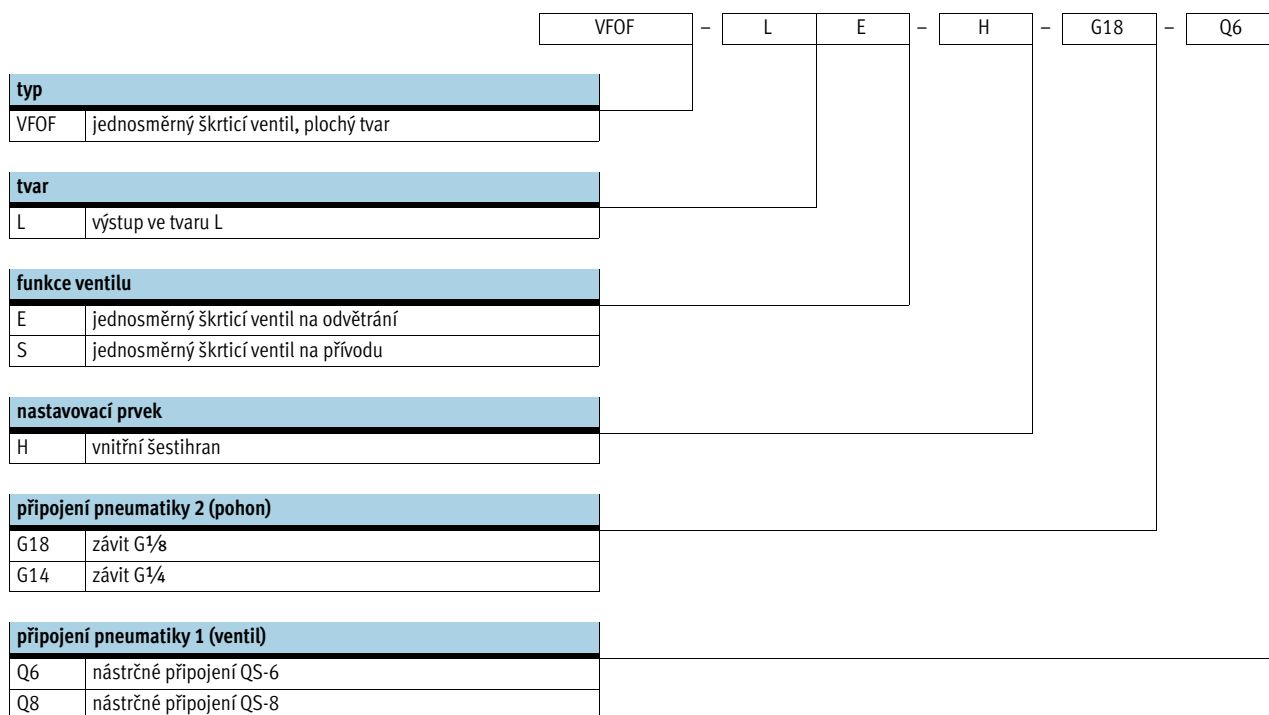 VFOF – L E – H – G18 – Q6
typ
VFOF jednosměrný škrticí ventil, plochý tvar
tvar
L výstup ve tvaru L
funkce ventilu
E jednosměrný škrticí ventil na odvětrání
S jednosměrný škrticí ventil na přívodu
nastavovací prvek
H vnitřní šestihran
připojení pneumatiky 2 (pohon)
G18 závit G⅛
G14 závit G¼
připojení pneumatiky 1 (ventil)
Q6 nástrčné připojení QS-6
Q8 nástrčné připojení QS-8